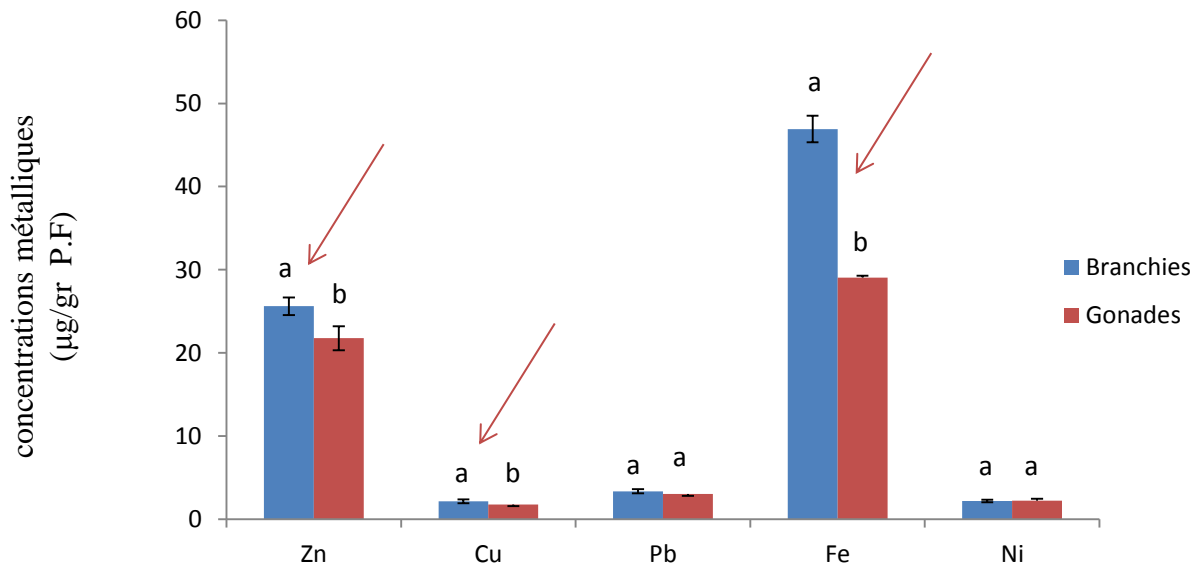 concentrations métalliques
(µg/gr P.F)
60
50
40
30
20
10
0
a
b
a
b
a
a
a
b
a
a
Zn
Cu
Pb
Fe
Ni
Branchies
Gonades